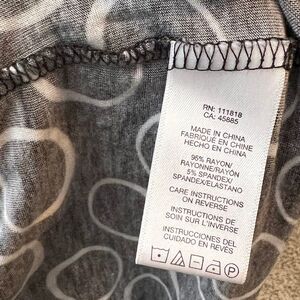 RN: 111818
CA: 45685
MADE IN CHINA
FABRIQUÉ EN CHINE
HECHO EN CHINA
95% RAYON/
RAYONNE/RAYÓN
5% SPANDEX/
SPANDEX/ELASTANO
CARE INSTRUCTIONS
ON REVERSE
INSTRUCTIONS DE
SOIN SUR L'INVERSE
INSTRUCCIONES DEL
CUIDADO EN REVÉS
P